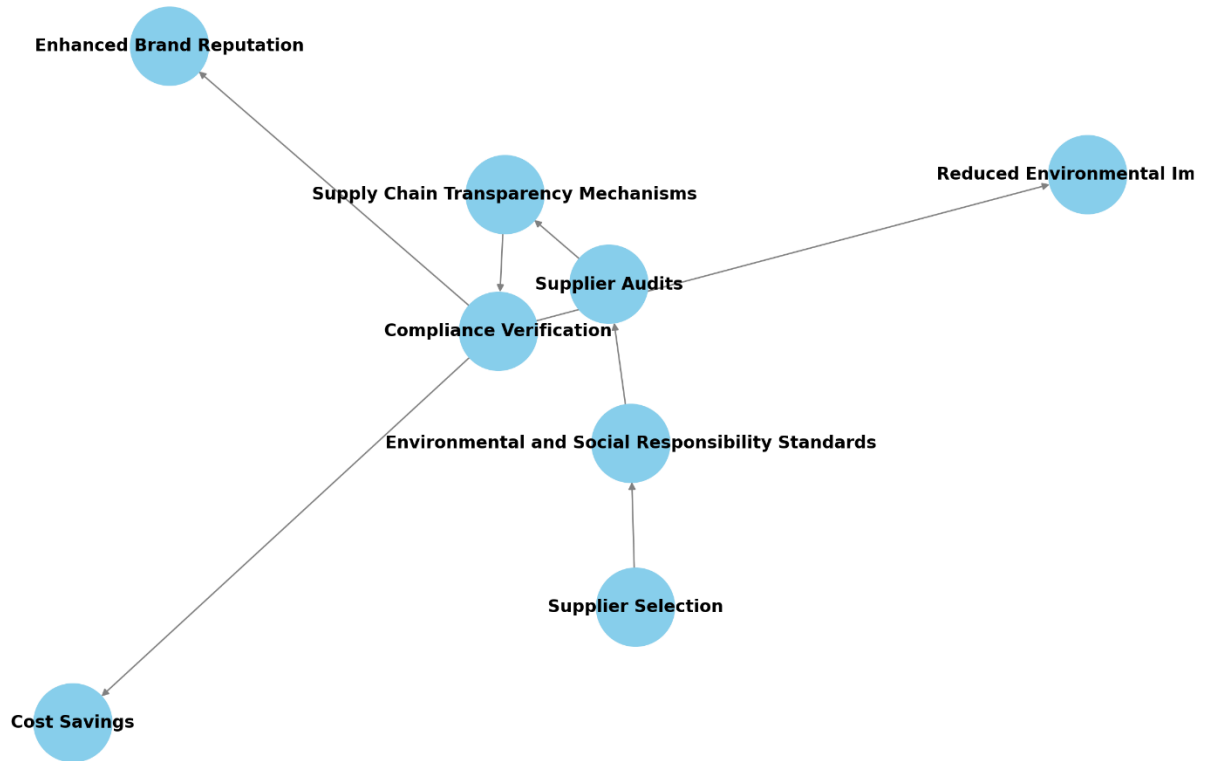 Enhanced Brand Reputation
Reduced Environmental Im
Supply Chain Transparency Mechanisms
Supplier Audits
Compliance Verification
Environmental and Social Responsibility Standards
Supplier Selection
Cost Savings